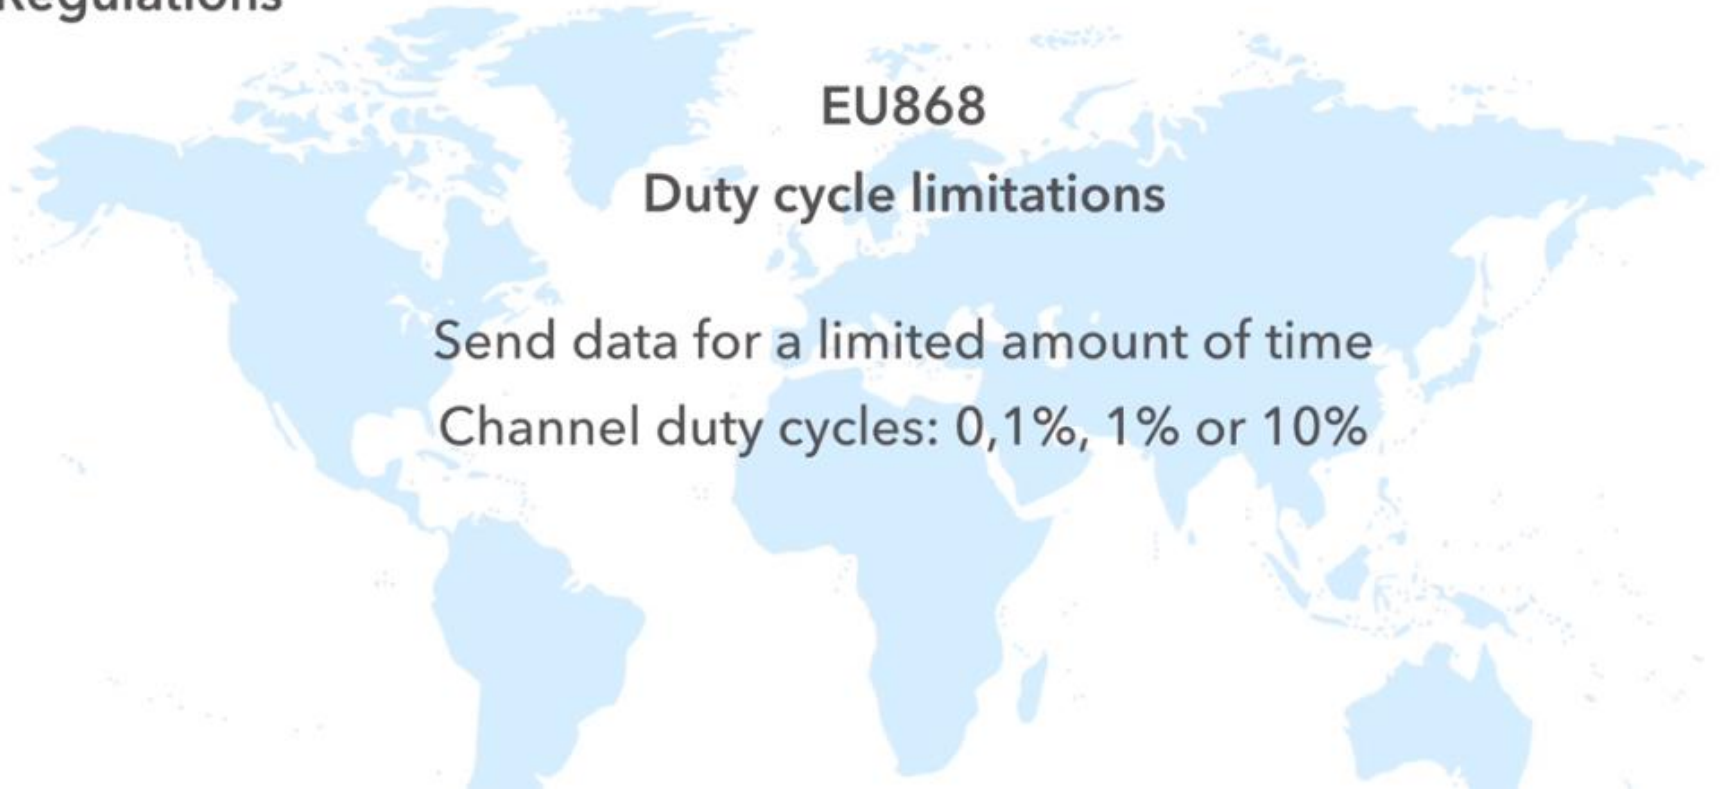 Regulations
EU868
Duty cycle limitations
Send data for a limited amount of time
Channel duty cycles: 0,1%, 1% or 10%